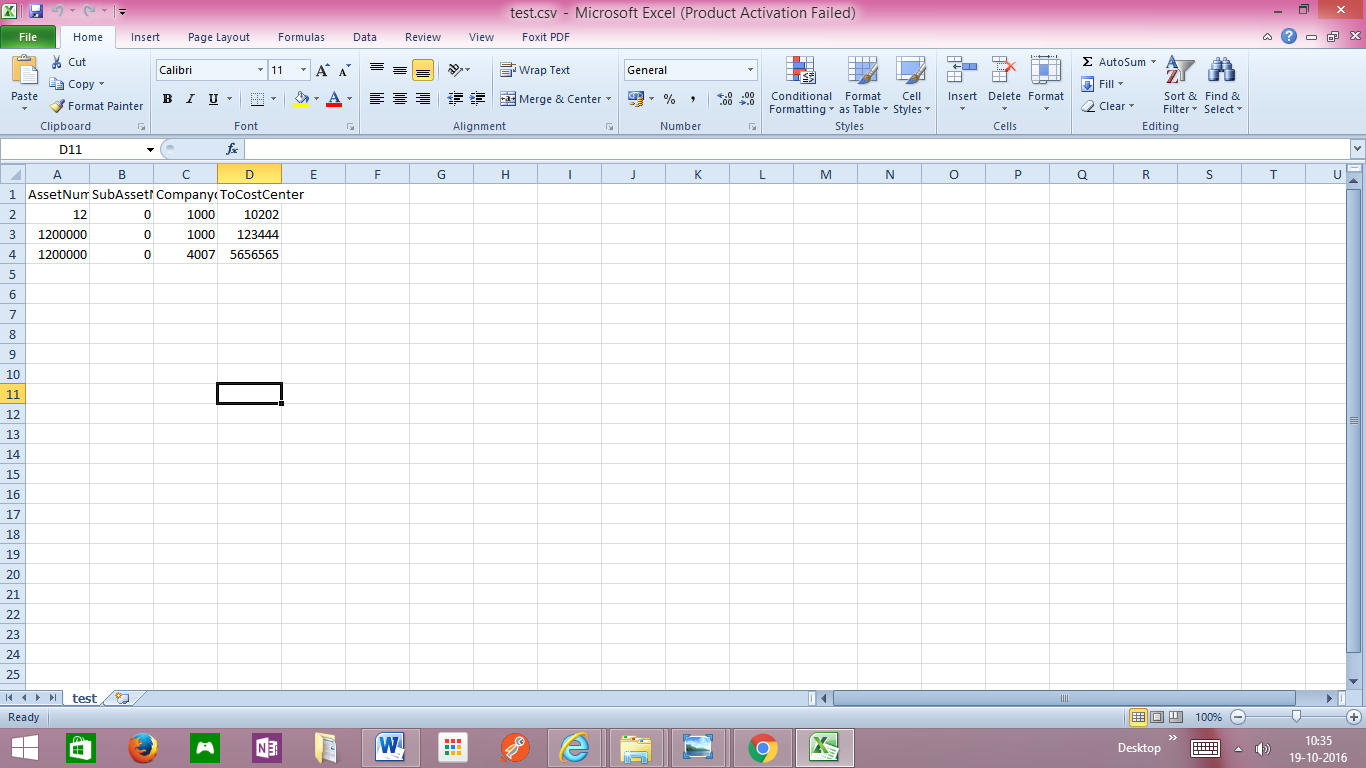 test.csv - Microsoft Excel (Product Activation Failed)
File Home Insert Page Layout Formulas Data Review View Foxit PDF
Paste
Cut
Copy
Format Painter
Clipboard
Calibri 11
B I U A
Font
Wrap Text
Merge & Center
Alignment
General
% ,
Number
Conditional Formatting
Format as Table
Cell Styles
Styles
Insert Delete Format
Cells
Σ AutoSum
Fill
Clear
Sort & Filter
Find & Select
Editing
D11 fx
A B C D E F G H I J K L M N O P Q R S T U
1 AssetNum SubAssetN Companyc ToCostCenter
2 12 0 1000 10202
3 1200000 0 1000 123444
4 1200000 0 4007 5656565
5
6
7
8
9
10
11
12
13
14
15
16
17
18
19
20
21
22
23
24
25
test
Ready 100%
Desktop
10:35
19-10-2016